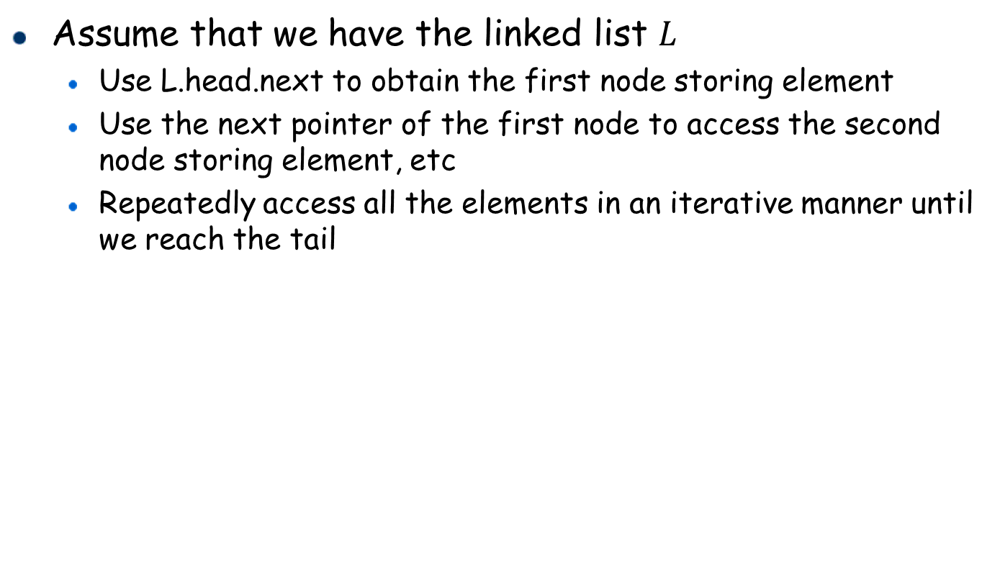 • Assume that we have the linked list L
• Use L.head.next to obtain the first node storing element
• Use the next pointer of the first node to access the second
node storing element, etc
• Repeatedly access all the elements in an iterative manner until
we reach the tail